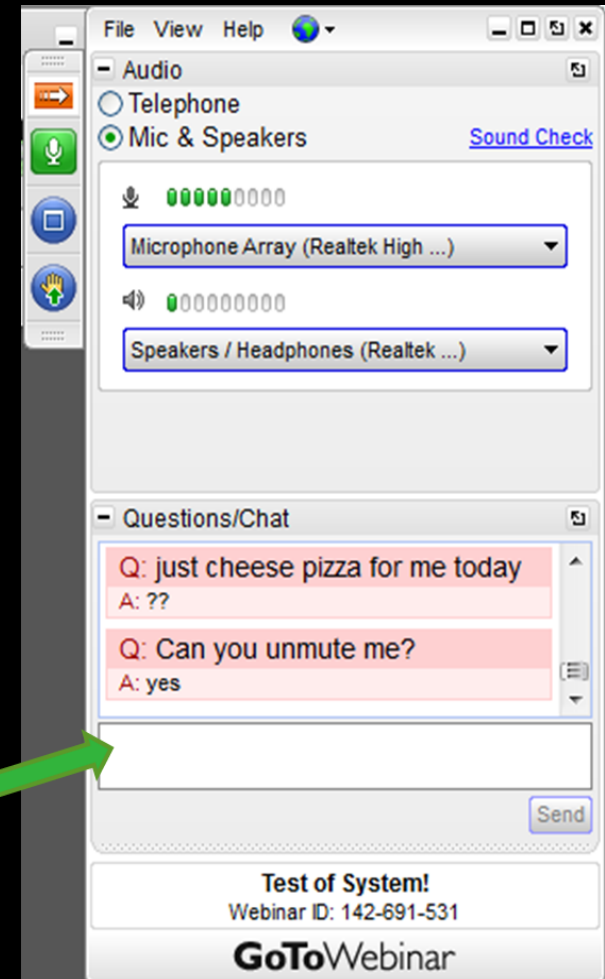 File View Help
Audio
Telephone
Mic & Speakers Sound Check
Microphone Array (Realtek High ...)
Speakers / Headphones (Realtek ...)
Questions/Chat
Q: just cheese pizza for me today
A: ??
Q: Can you unmute me?
A: yes
Send
Test of System!
Webinar ID: 142-691-531
GoToWebinar